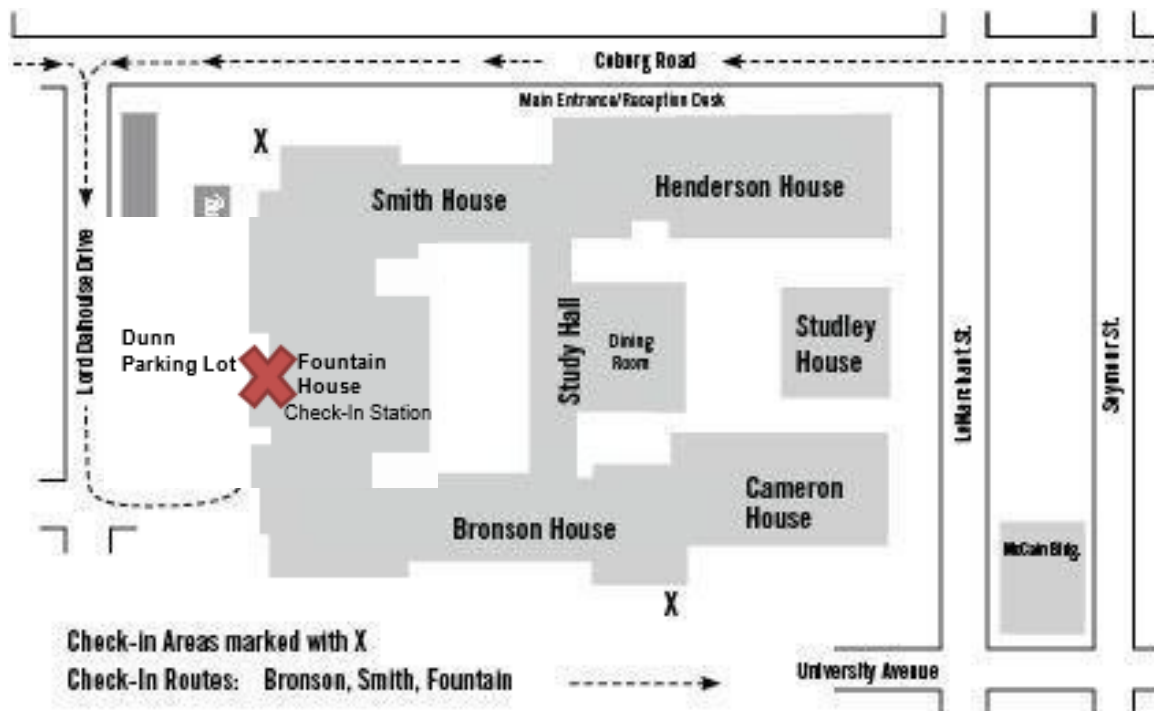 Coburg Road
Main Entrance/Reception Desk
X
Smith House
Henderson House
Lord Dalhousie Drive
Dunn
Parking Lot
Fountain
House
Check-In Station
Study Hall
Dining
Room
Studley
House
LeMarchant St.
Seymour St.
Cameron
House
Bronson House
McCain Bldg.
X
Check-in Areas marked with X
Check-In Routes: Bronson, Smith, Fountain
University Avenue